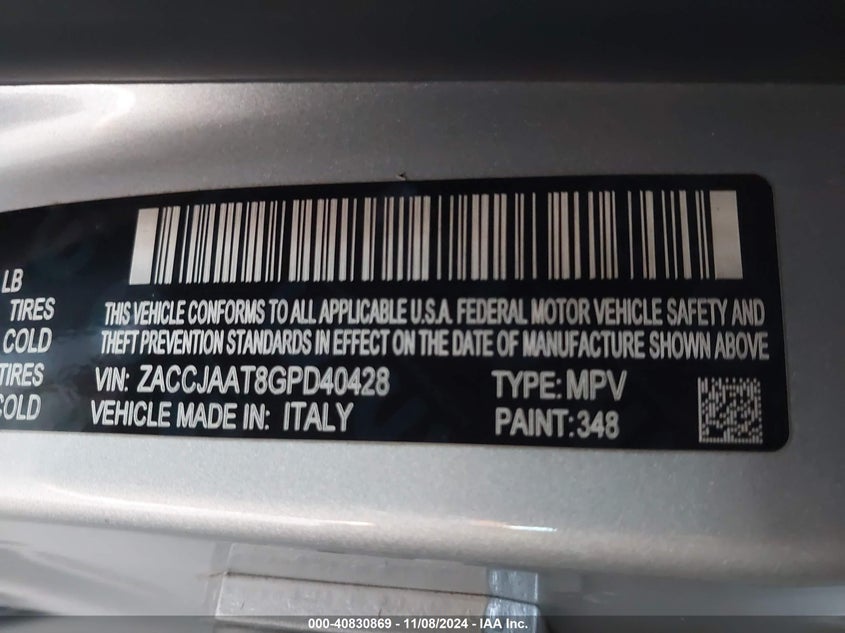 LB
TIRES
COLD
TIRES
COLD
THIS VEHICLE CONFORMS TO ALL APPLICABLE U.S.A. FEDERAL MOTOR VEHICLE SAFETY AND
THEFT PREVENTION STANDARDS IN EFFECT ON THE DATE OF MANUFACTURE SHOWN ABOVE
VIN: ZACCJAAT8GPD40428 TYPE: MPV
VEHICLE MADE IN: ITALY PAINT: 348
000-40830869 - 11/08/2024 - IAA Inc.